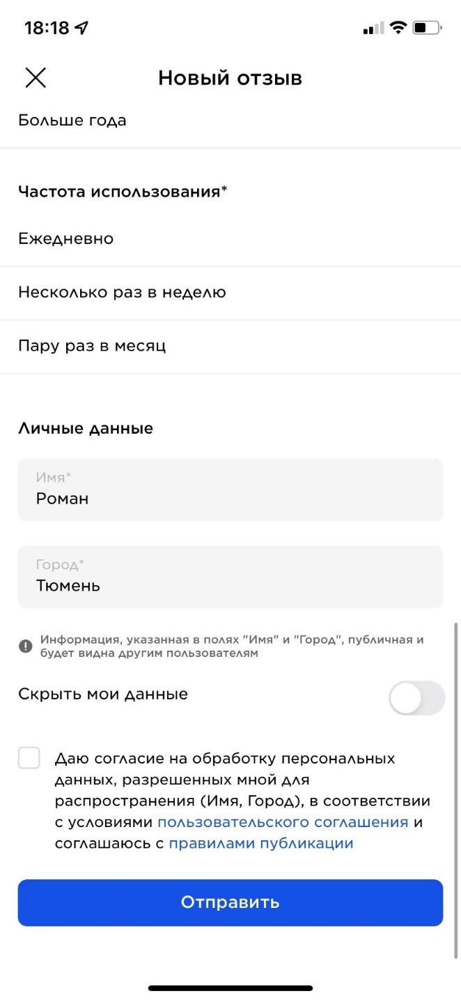 18:18
Новый отзыв
Больше года
Частота использования*
Ежедневно
Несколько раз в неделю
Пару раз в месяц
Личные данные
Имя*
Роман
Город*
Тюмень
Информация, указанная в полях "Имя" и "Город", публичная и
будет видна другим пользователям
Скрыть мои данные
Даю согласие на обработку персональных
данных, разрешенных мной для
распространения (Имя, Город), в соответствии
с условиями пользовательского соглашения и
соглашаюсь с правилами публикации
Отправить